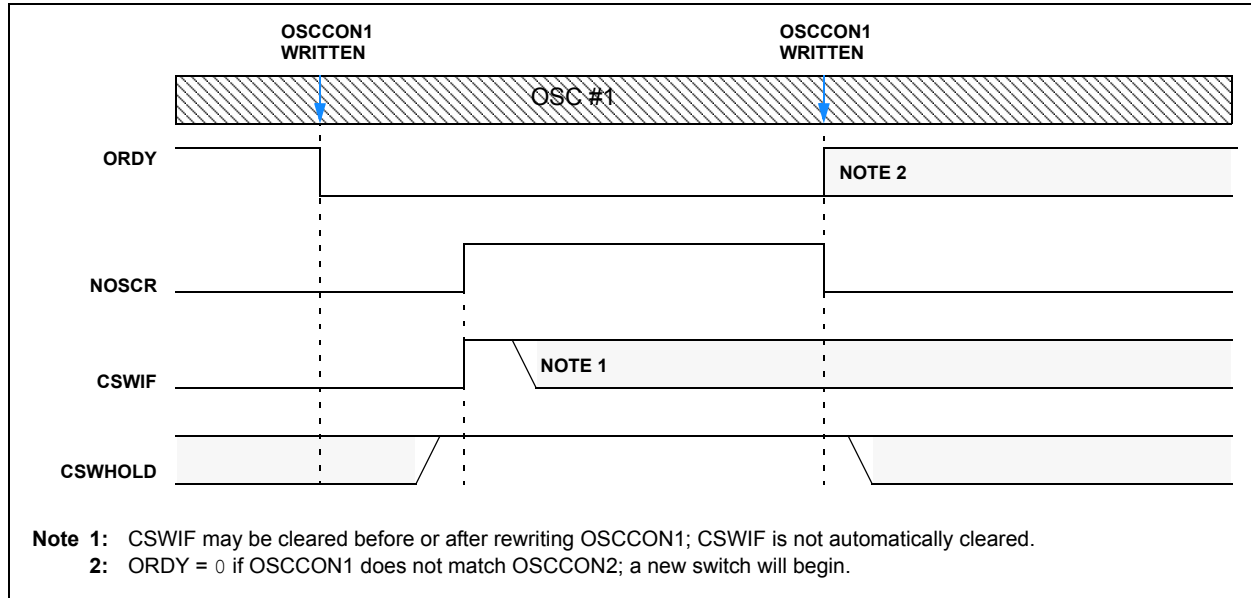 OSCCON1
WRITTEN
OSCCON1
WRITTEN
OSC #1
ORDY
NOTE 2
NOSCR
NOTE 1
CSWIF
CSWHOLD
Note 1: CSWIF may be cleared before or after rewriting OSCCON1; CSWIF is not automatically cleared.
2: ORDY = 0 if OSCCON1 does not match OSCCON2; a new switch will begin.